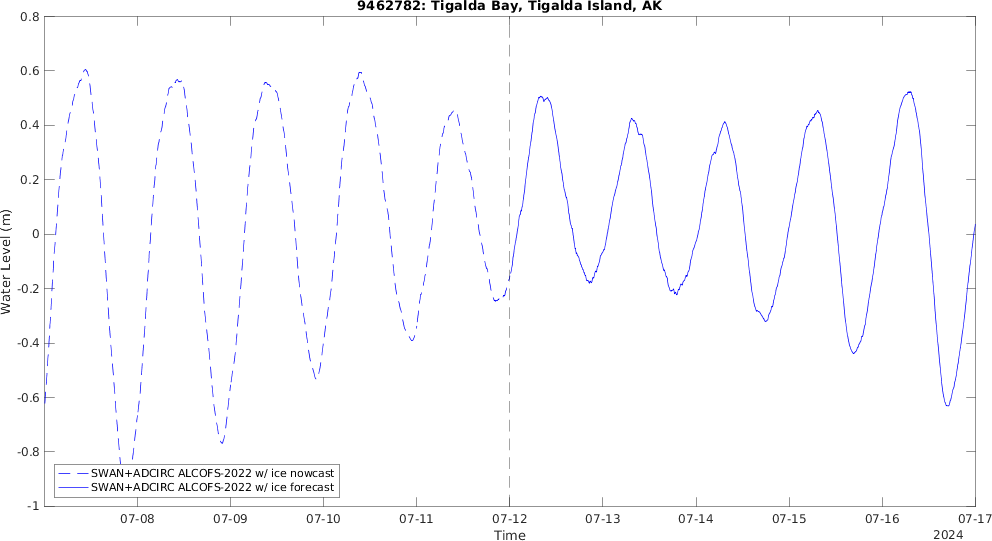 9462782: Tigalda Bay, Tigalda Island, AK
0.8
0.6
0.4
0.2
0
-0.2
-0.4
-0.6
-0.8
-1
Water Level (m)
SWAN+ADCIRC ALCOFS-2022 w/ ice nowcast
SWAN+ADCIRC ALCOFS-2022 w/ ice forecast
07-08 07-09 07-10 07-11 07-12 07-13 07-14 07-15 07-16 07-17
Time
2024